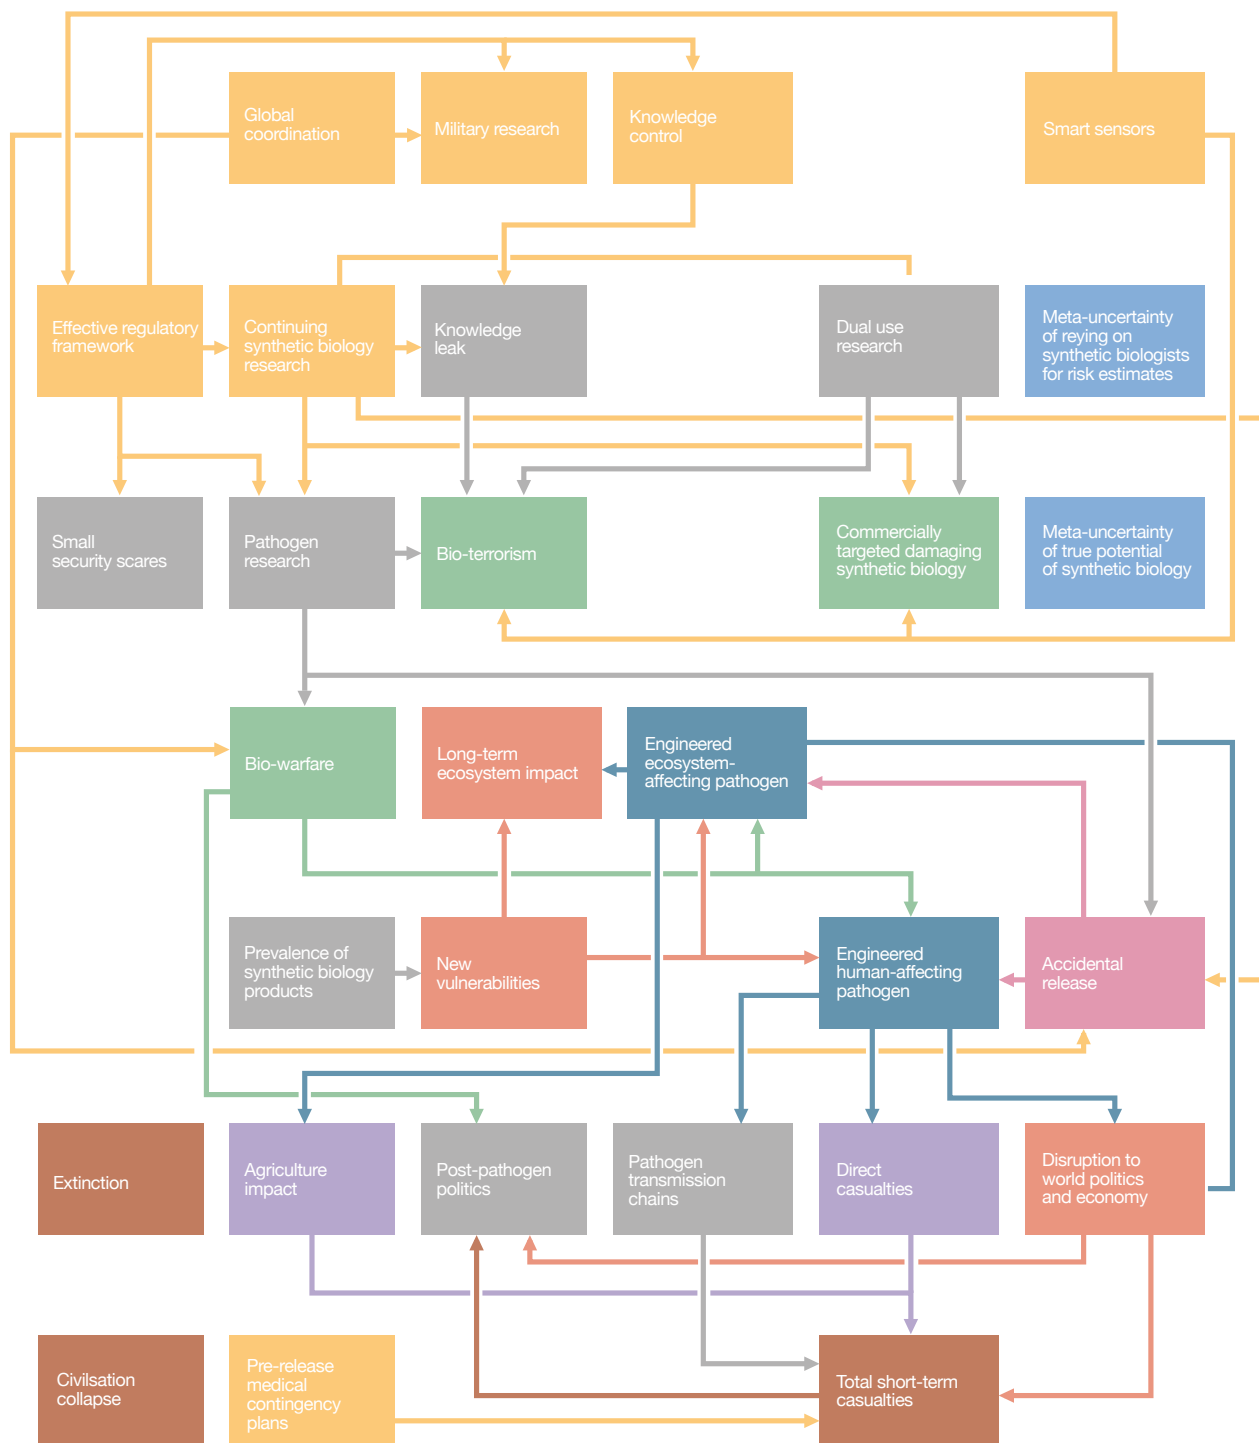 Global
coordination
Military research
Knowledge
control
Smart sensors
Effective regulatory
framework
Continuing
synthetic biology
research
Knowledge
leak
Dual use
research
Meta-uncertainty
of reying on
synthetic biologists
for risk estimates
Small
security scares
Pathogen
research
Bio-terrorism
Commercially
targeted damaging
synthetic biology
Meta-uncertainty
of true potential
of synthetic biology
Bio-warfare
Long-term
ecosystem impact
Engineered
ecosystem-
affecting pathogen
Prevalence of
synthetic biology
products
New
vulnerabilities
Engineered
human-affecting
pathogen
Accidental
release
Extinction
Agriculture
impact
Post-pathogen
politics
Pathogen
transmission
chains
Direct
casualties
Disruption to
world politics
and economy
Civilsation
collapse
Pre-release
medical
contingency
plans
Total short-term
casualties